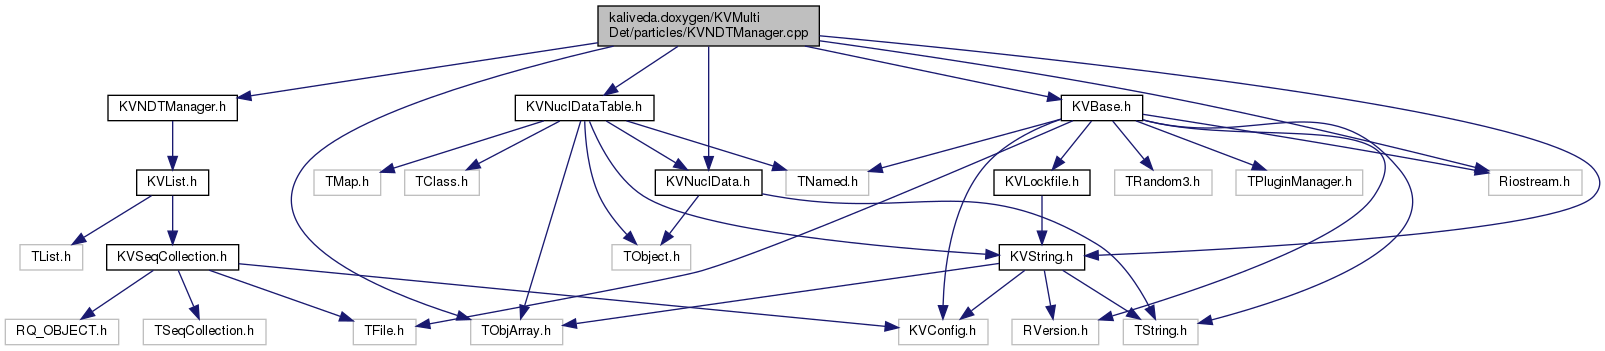 kaliveda.doxygen/KVMulti
Det/particles/KVNDTManager.cpp
KVNDTManager.h
KVNuclDataTable.h
KVBase.h
KVList.h
TMap.h
TClass.h
KVNuclData.h
TNamed.h
KVLockfile.h
TRandom3.h
TPluginManager.h
Riostream.h
TList.h
KVSeqCollection.h
TObject.h
KVString.h
RQ_OBJECT.h
TSeqCollection.h
TFile.h
TObjArray.h
KVConfig.h
RVersion.h
TString.h